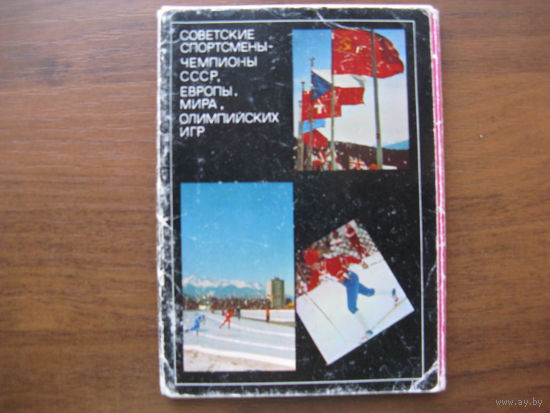 СОВЕТСКИЕ
СПОРТСМЕНЫ-
ЧЕМПИОНЫ
СССР,
ЕВРОПЫ,
МИРА,
ОЛИМПИЙСКИХ
ИГР
www.ay.by